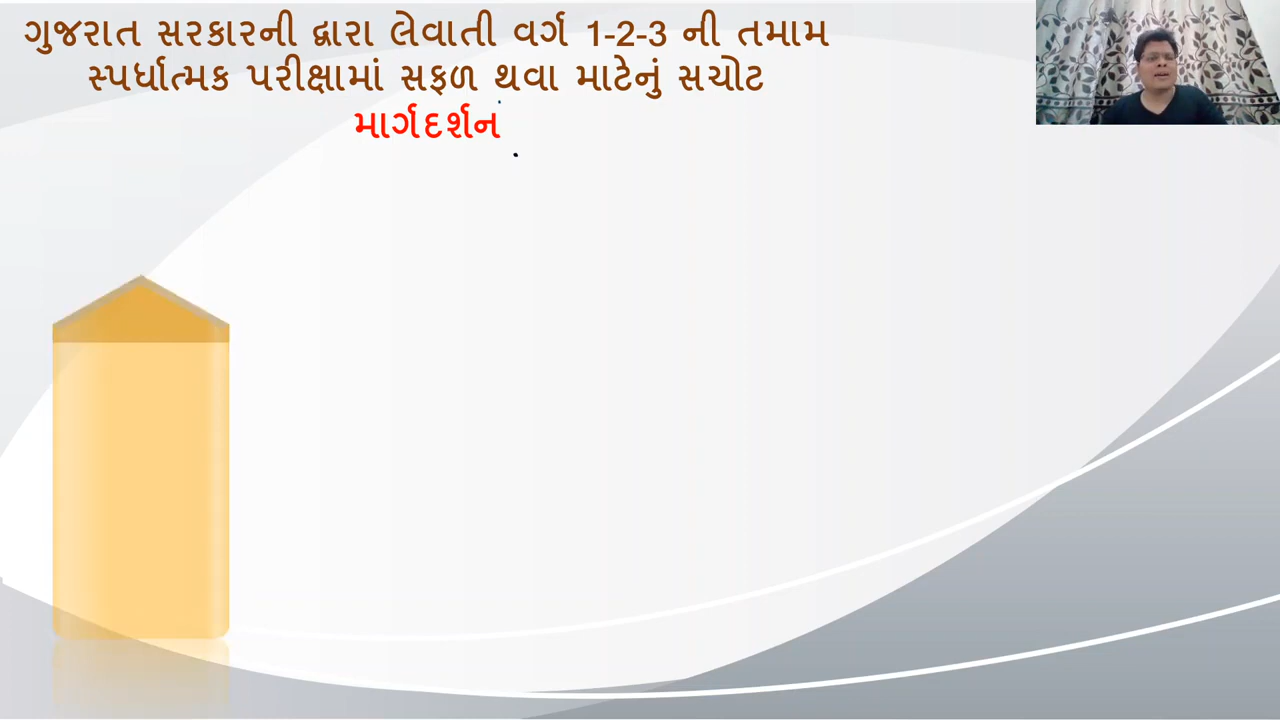 ગુજરાત સરકારની દ્વારા લેવાતી વર્ગ 1-2-3 ની તમામ
સ્પર્ધાત્મક પરીક્ષામાં સફળ થવા માટેનું સચોટ
માર્ગદર્શન